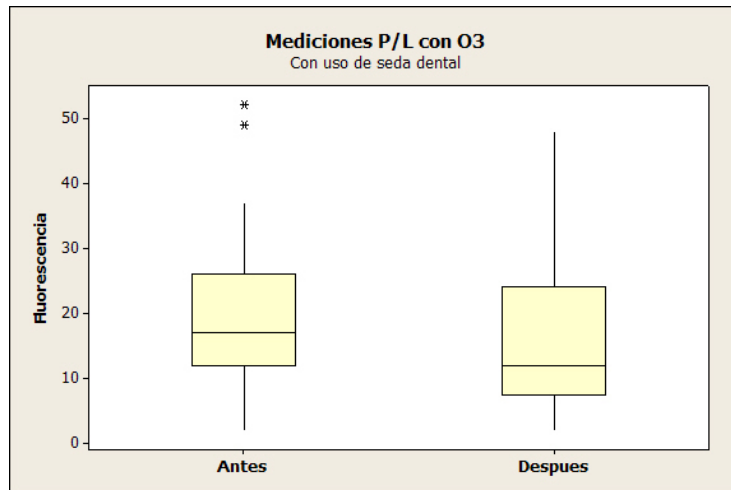 Mediciones P/L con O3
Con uso de seda dental
Fluorescencia
50
40
30
20
10
0
Antes Despues